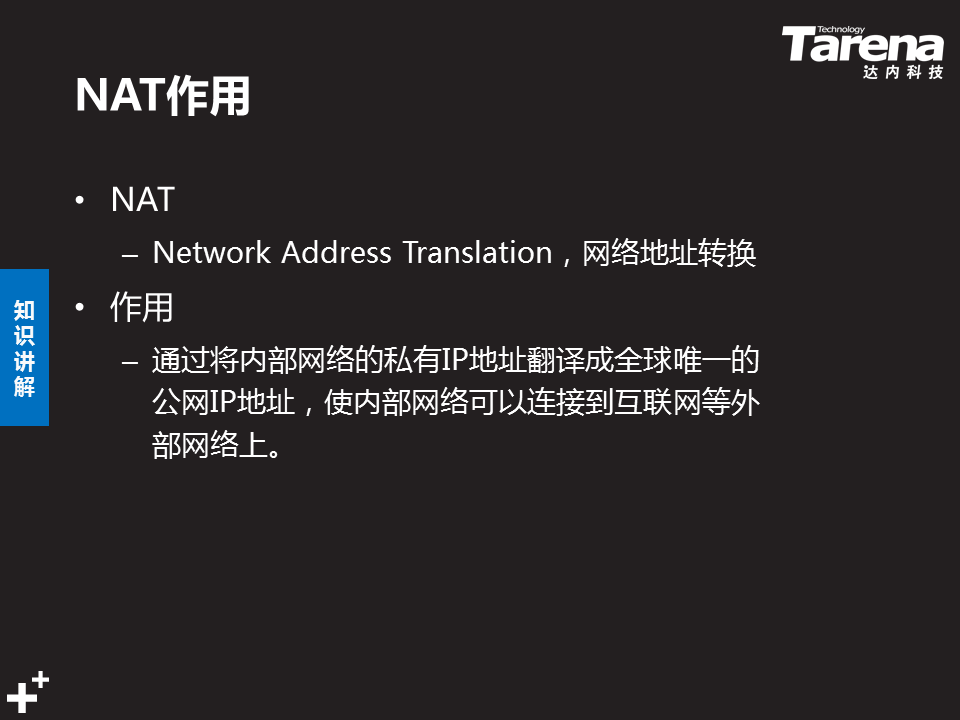 Technology
Tarena
达内科技
NAT作用
• NAT
– Network Address Translation，网络地址转换
• 作用
– 通过将内部网络的私有IP地址翻译成全球唯一的
公网IP地址，使内部网络可以连接到互联网等外
部网络上。
知
识
讲
解